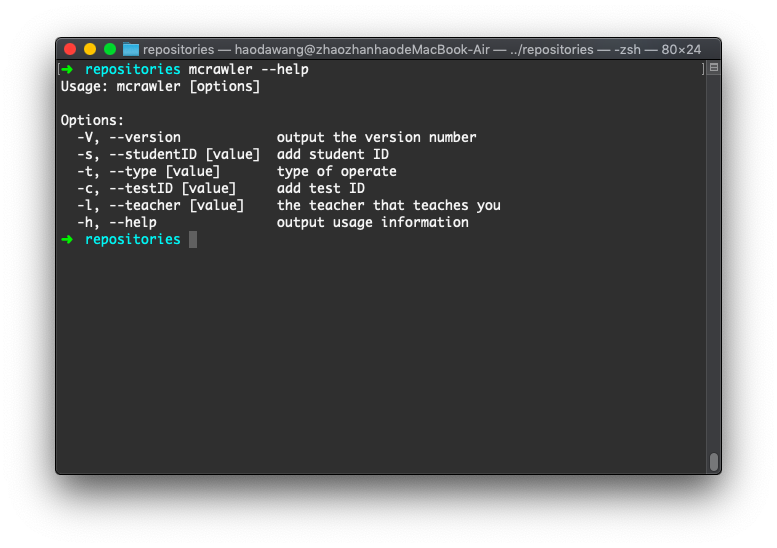 repositories — haodawang@zhaozhanhaodeMacBook-Air — ../repositories — -zsh — 80×24
[➜  repositories mcrawler --help ]
Usage: mcrawler [options]
Options:
  -V, --version            output the version number
  -s, --studentID [value]  add student ID
  -t, --type [value]       type of operate
  -c, --testID [value]     add test ID
  -l, --teacher [value]    the teacher that teaches you
  -h, --help               output usage information
➜  repositories